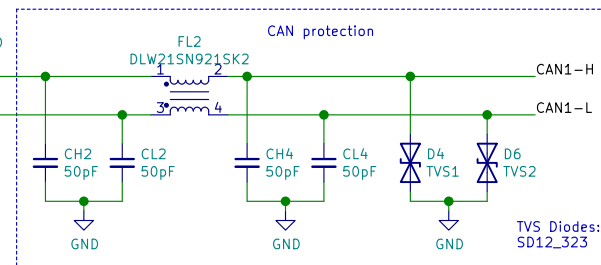 CAN protection
FL2
DLW21SN921SK2
1 2
3 4
CAN1-H
CAN1-L
CH2
50pF
CL2
50pF
CH4
50pF
CL4
50pF
D4
TVS1
D6
TVS2
GND
GND
GND
TVS Diodes:
SD12_323